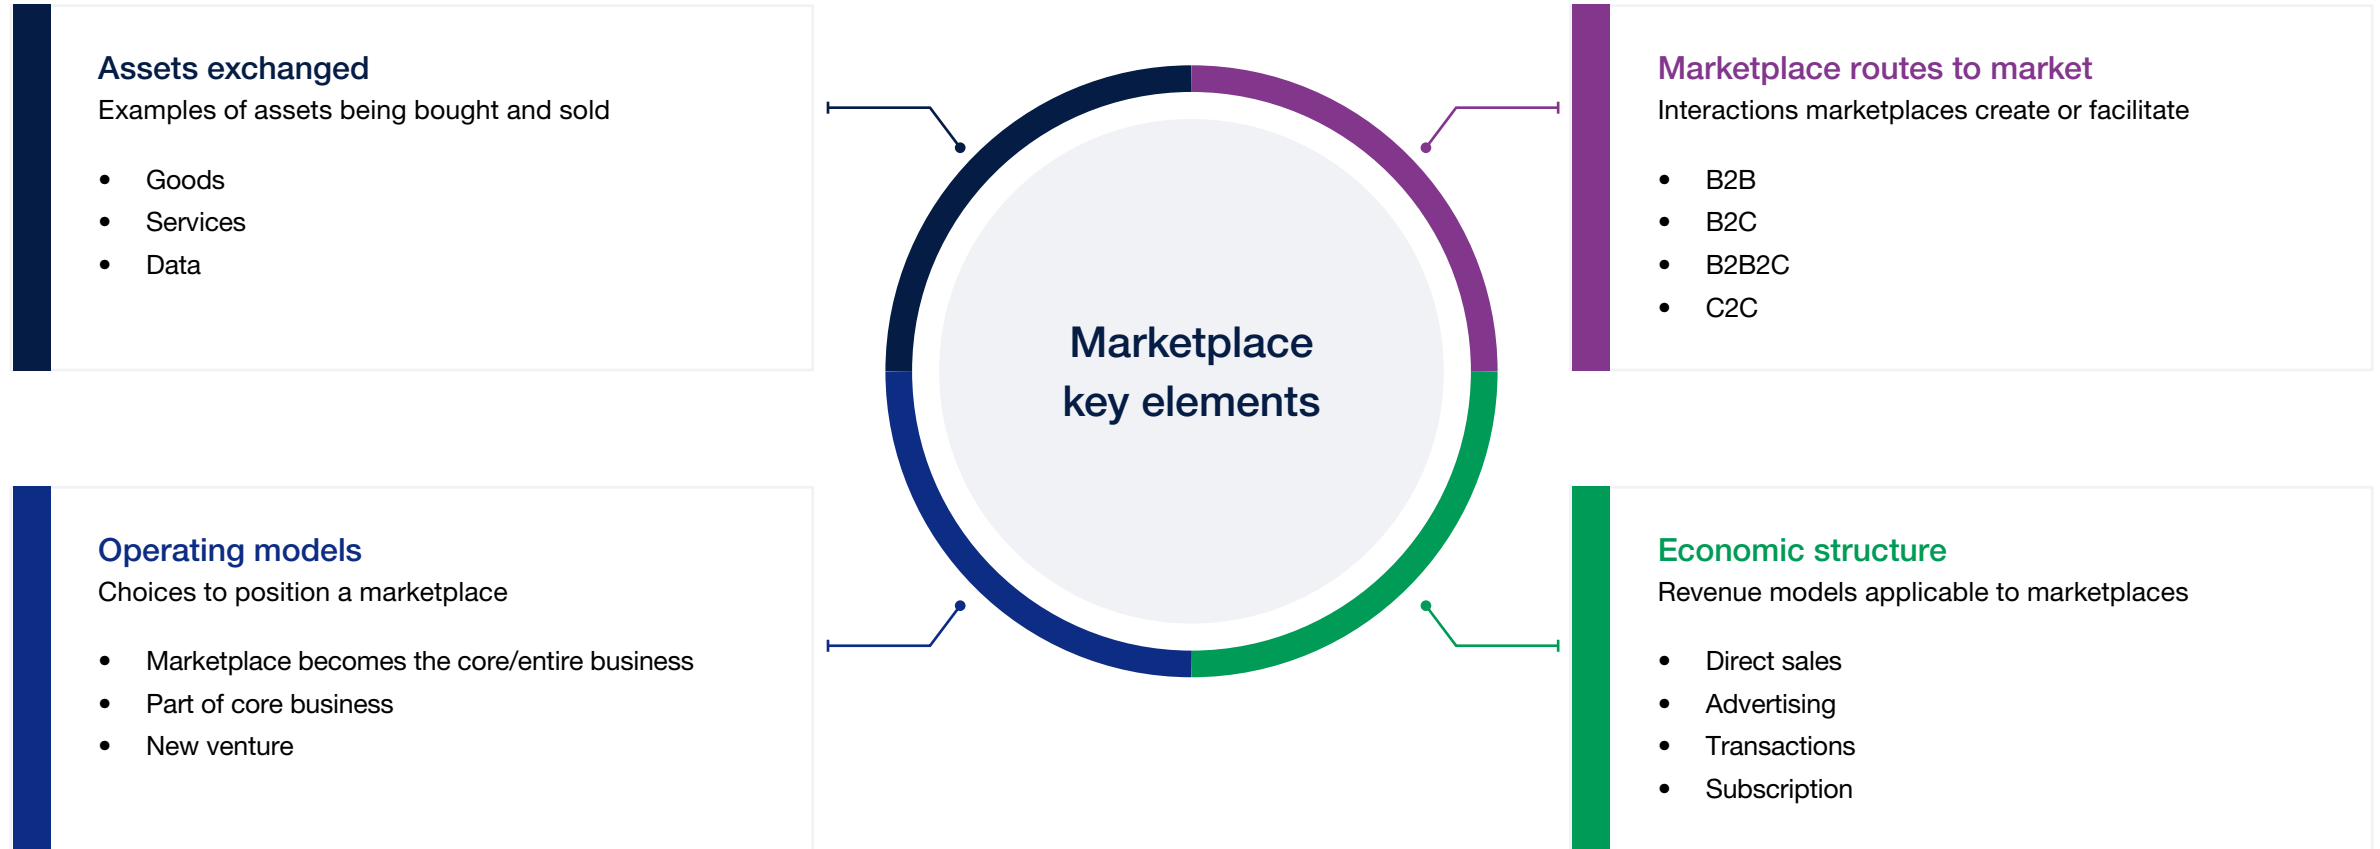 Assets exchanged
Examples of assets being bought and sold
• Goods
• Services
• Data
Marketplace routes to market
Interactions marketplaces create or facilitate
• B2B
• B2C
• B2B2C
• C2C
Marketplace
key elements
Operating models
Choices to position a marketplace
• Marketplace becomes the core/entire business
• Part of core business
• New venture
Economic structure
Revenue models applicable to marketplaces
• Direct sales
• Advertising
• Transactions
• Subscription